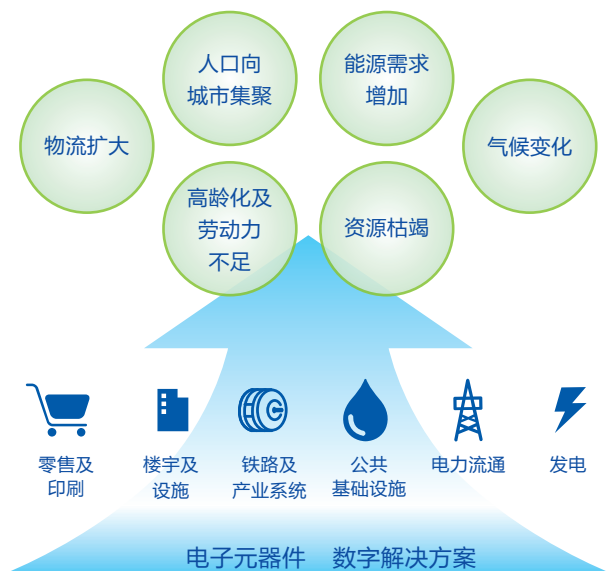 人口向
城市集聚
能源需求
增加
物流扩大
气候变化
高龄化及
劳动力
不足
资源枯竭
零售及
印刷
楼宇及
设施
铁路及
产业系统
公共
基础设施
电力流通
发电
电子元器件 数字解决方案